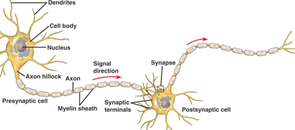 Dendrites
Cell body
Nucleus
Axon hillock
Axon
Signal
direction
Synapse
Presynaptic cell
Myelin sheath
Synaptic
terminals
Postsynaptic cell